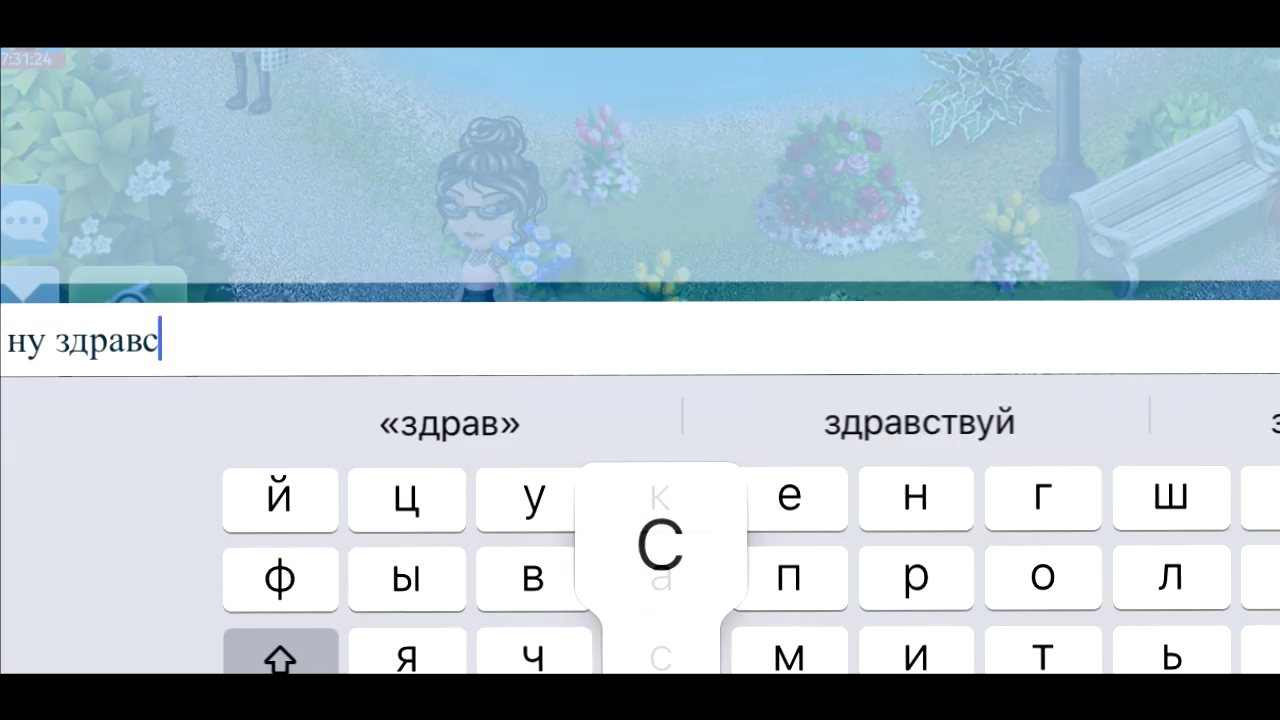 7:31:24
ну здравс
«здрав» здравствуй
й ц у к е н г ш
С
ф ы в а п р о л
я ч с м и т ь